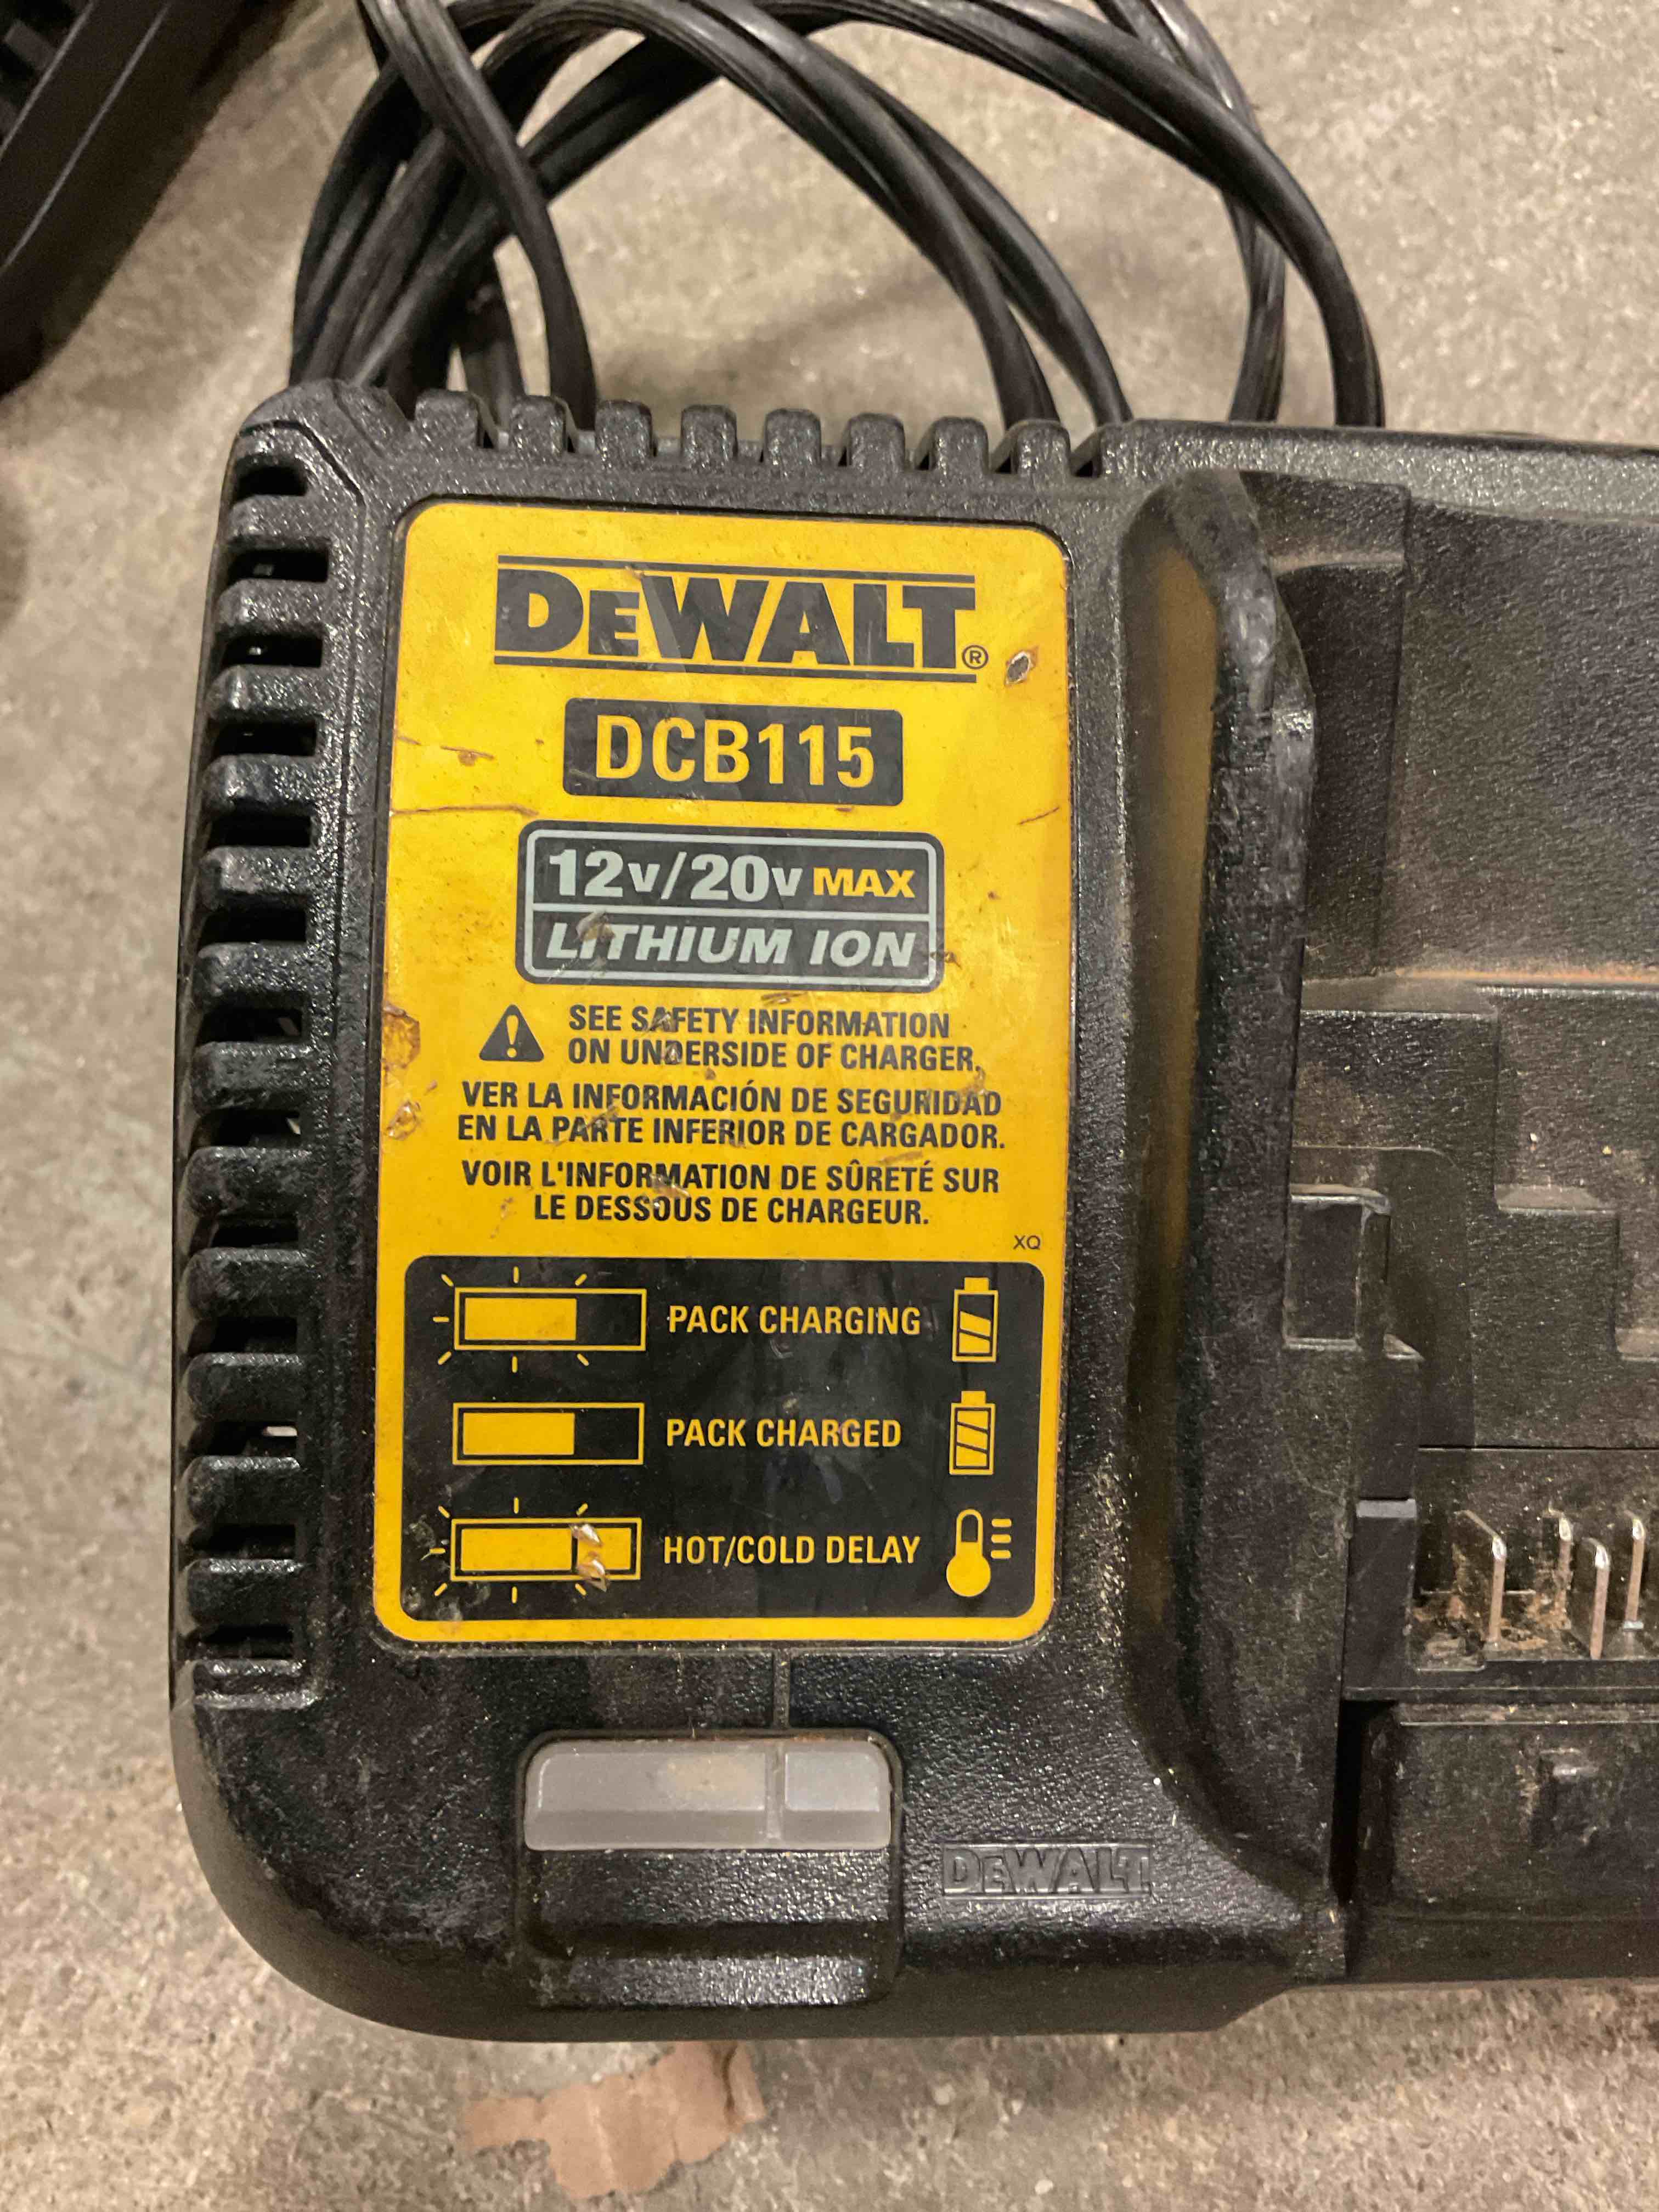 DEWALT®
DCB115
12V/20V MAX
LITHIUM ION
SEE SAFETY INFORMATION
ON UNDERSIDE OF CHARGER.
VER LA INFORMACIÓN DE SEGURIDAD
EN LA PARTE INFERIOR DE CARGADOR.
VOIR L'INFORMATION DE SÛRETÉ SUR
LE DESSOUS DE CHARGEUR.
XQ
PACK CHARGING
PACK CHARGED
HOT/COLD DELAY
DEWALT